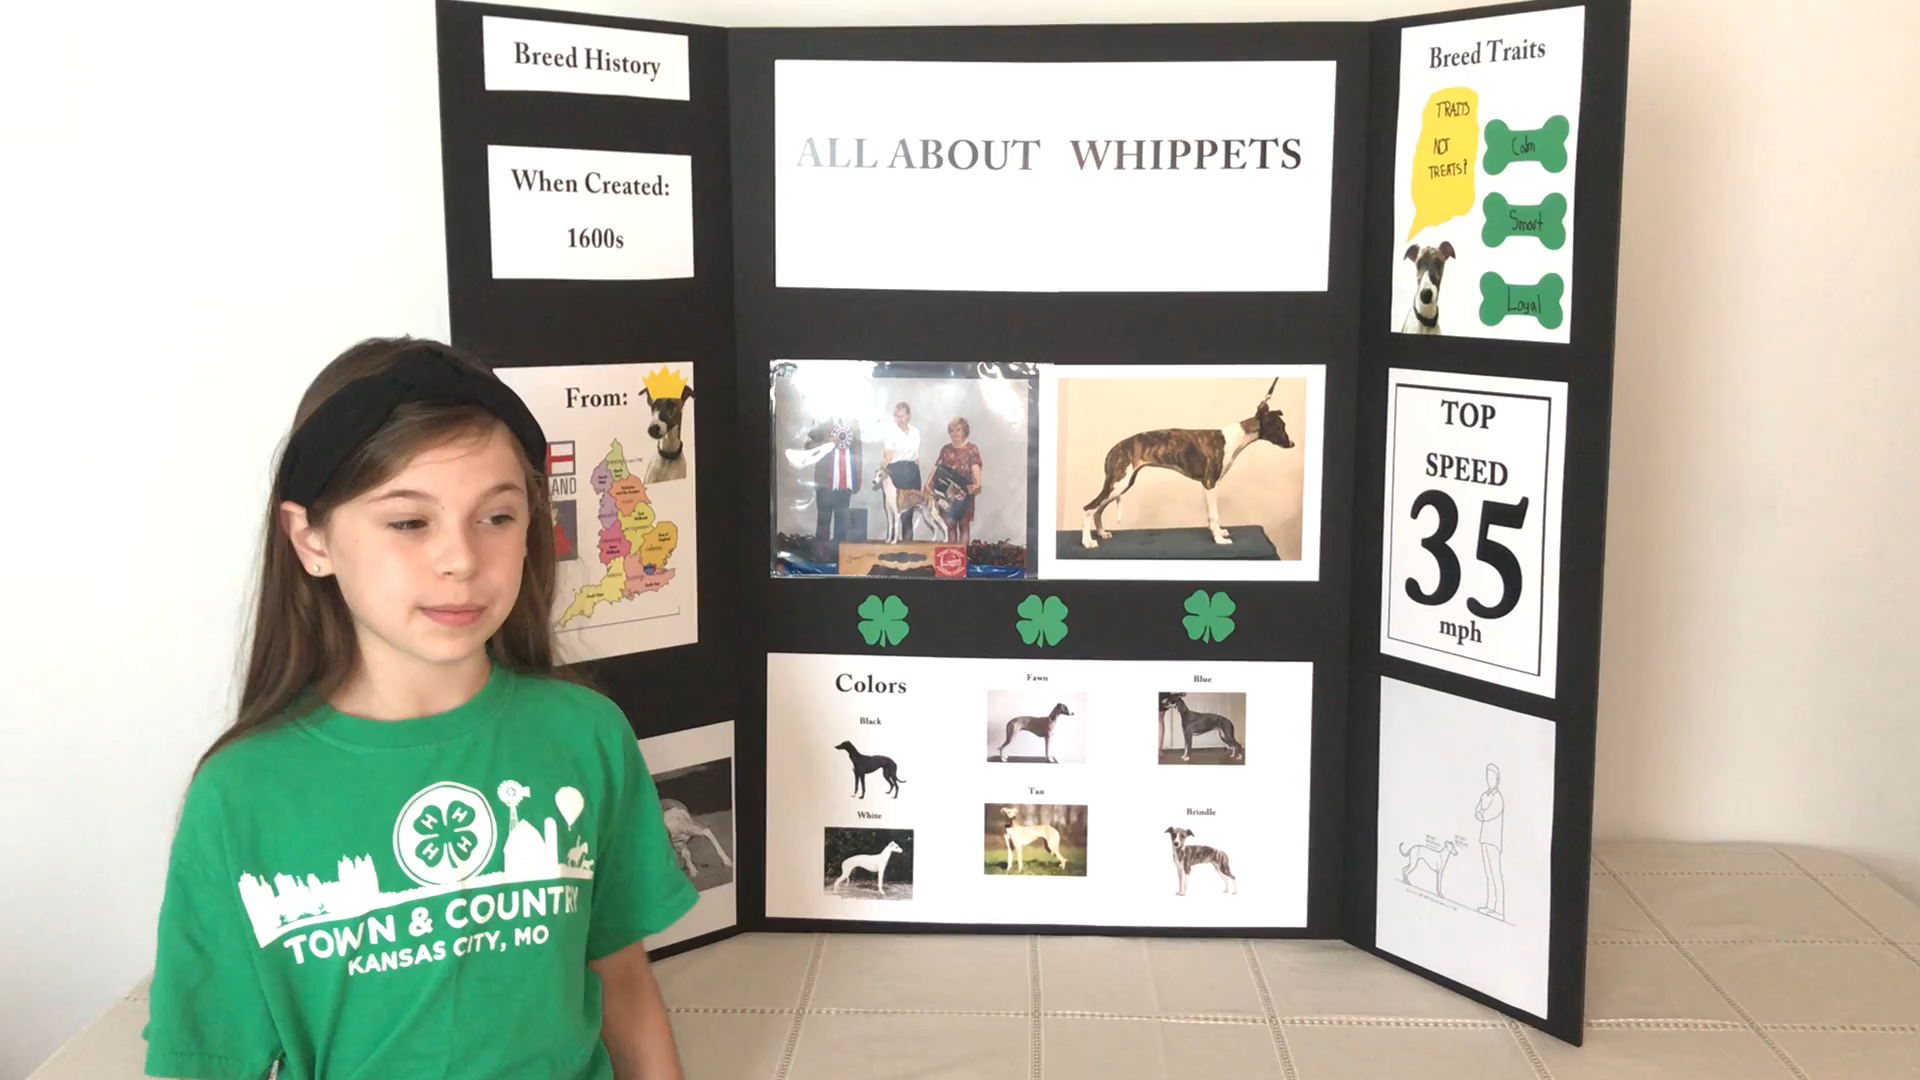 Breed History
When Created:
1600s
From:
LAND
ALL ABOUT WHIPPETS
Colors
Black
White
Fawn
Tan
Blue
Brindle
Breed Traits
TRAITS
NOT
TREATS?
Calm
Smart
Loyal
TOP
SPEED
35
mph
H H
H H
TOWN & COUNTRY
KANSAS CITY, MO